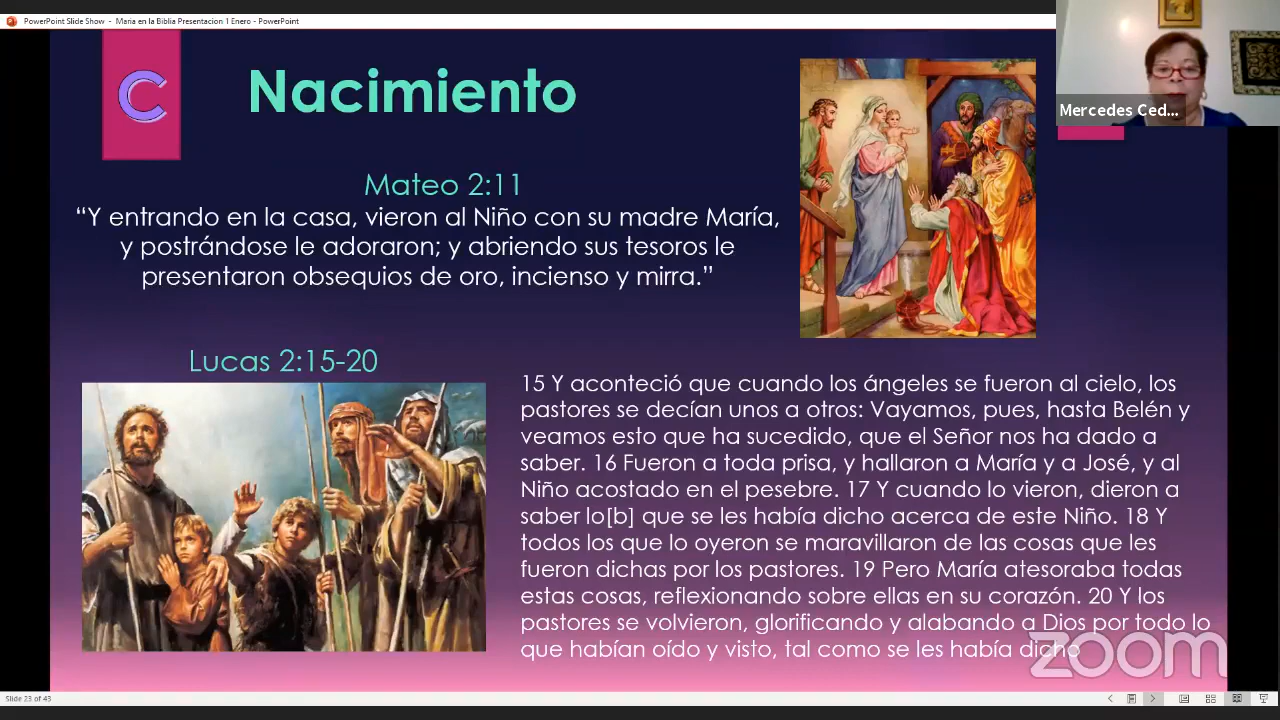 PowerPoint Slide Show - Maria en la Biblia Presentacion 1 Enero - PowerPoint
C
Nacimiento
Mercedes Ced...
Mateo 2:11
“Y entrando en la casa, vieron al Niño con su madre María,
y postrándose le adoraron; y abriendo sus tesoros le
presentaron obsequios de oro, incienso y mirra.”
Lucas 2:15-20
15 Y aconteció que cuando los ángeles se fueron al cielo, los
pastores se decían unos a otros: Vayamos, pues, hasta Belén y
veamos esto que ha sucedido, que el Señor nos ha dado a
saber. 16 Fueron a toda prisa, y hallaron a María y a José, y al
Niño acostado en el pesebre. 17 Y cuando lo vieron, dieron a
saber lo[b] que se les había dicho acerca de este Niño. 18 Y
todos los que lo oyeron se maravillaron de las cosas que les
fueron dichas por los pastores. 19 Pero María atesoraba todas
estas cosas, reflexionando sobre ellas en su corazón. 20 Y los
pastores se volvieron, glorificando y alabando a Dios por todo lo
que habían oído y visto, tal como se les había dicho
zoom
Slide 23 of 43